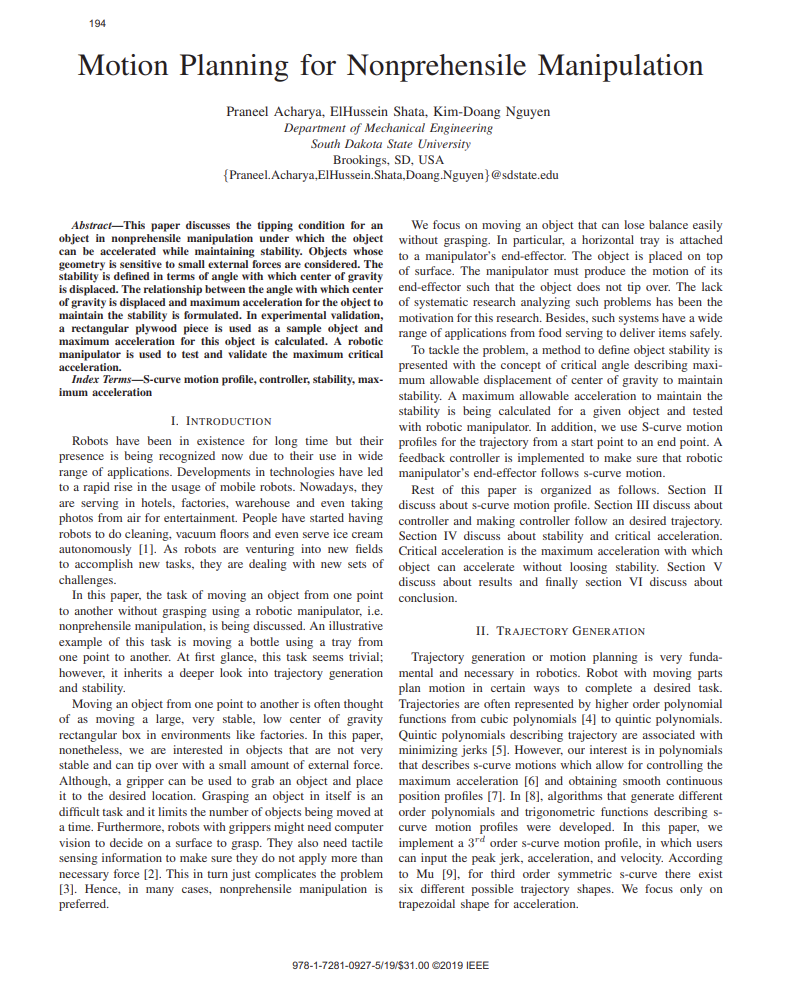 194
Motion Planning for Nonprehensile Manipulation
Praneel Acharya, ElHussein Shata, Kim-Doang Nguyen
Department of Mechanical Engineering
South Dakota State University
Brookings, SD, USA
{Praneel.Acharya,ElHussein.Shata,Doang.Nguyen}@sdstate.edu
Abstract—This paper discusses the tipping condition for an
object in nonprehensile manipulation under which the object
can be accelerated while maintaining stability. Objects whose
geometry is sensitive to small external forces are considered. The
stability is defined in terms of angle with which center of gravity
is displaced. The relationship between the angle with which center
of gravity is displaced and maximum acceleration for the object to
maintain the stability is formulated. In experimental validation,
a rectangular plywood piece is used as a sample object and
maximum acceleration for this object is calculated. A robotic
manipulator is used to test and validate the maximum critical
acceleration.
Index Terms—S-curve motion profile, controller, stability, max-
imum acceleration
I. INTRODUCTION
Robots have been in existence for long time but their
presence is being recognized now due to their use in wide
range of applications. Developments in technologies have led
to a rapid rise in the usage of mobile robots. Nowadays, they
are serving in hotels, factories, warehouse and even taking
photos from air for entertainment. People have started having
robots to do cleaning, vacuum floors and even serve ice cream
autonomously [1]. As robots are venturing into new fields
to accomplish new tasks, they are dealing with new sets of
challenges.
In this paper, the task of moving an object from one point
to another without grasping using a robotic manipulator, i.e.
nonprehensile manipulation, is being discussed. An illustrative
example of this task is moving a bottle using a tray from
one point to another. At first glance, this task seems trivial;
however, it inherits a deeper look into trajectory generation
and stability.
Moving an object from one point to another is often thought
of as moving a large, very stable, low center of gravity
rectangular box in environments like factories. In this paper,
nonetheless, we are interested in objects that are not very
stable and can tip over with a small amount of external force.
Although, a gripper can be used to grab an object and place
it to the desired location. Grasping an object in itself is an
difficult task and it limits the number of objects being moved at
a time. Furthermore, robots with grippers might need computer
vision to decide on a surface to grasp. They also need tactile
sensing information to make sure they do not apply more than
necessary force [2]. This in turn just complicates the problem
[3]. Hence, in many cases, nonprehensile manipulation is
preferred.
We focus on moving an object that can lose balance easily
without grasping. In particular, a horizontal tray is attached
to a manipulator's end-effector. The object is placed on top
of surface. The manipulator must produce the motion of its
end-effector such that the object does not tip over. The lack
of systematic research analyzing such problems has been the
motivation for this research. Besides, such systems have a wide
range of applications from food serving to deliver items safely.
To tackle the problem, a method to define object stability is
presented with the concept of critical angle describing maxi-
mum allowable displacement of center of gravity to maintain
stability. A maximum allowable acceleration to maintain the
stability is being calculated for a given object and tested
with robotic manipulator. In addition, we use S-curve motion
profiles for the trajectory from a start point to an end point. A
feedback controller is implemented to make sure that robotic
manipulator's end-effector follows s-curve motion.
Rest of this paper is organized as follows. Section II
discuss about s-curve motion profile. Section III discuss about
controller and making controller follow an desired trajectory.
Section IV discuss about stability and critical acceleration.
Critical acceleration is the maximum acceleration with which
object can accelerate without loosing stability. Section V
discuss about results and finally section VI discuss about
conclusion.
II. TRAJECTORY GENERATION
Trajectory generation or motion planning is very funda-
mental and necessary in robotics. Robot with moving parts
plan motion in certain ways to complete a desired task.
Trajectories are often represented by higher order polynomial
functions from cubic polynomials [4] to quintic polynomials.
Quintic polynomials describing trajectory are associated with
minimizing jerks [5]. However, our interest is in polynomials
that describes s-curve motions which allow for controlling the
maximum acceleration [6] and obtaining smooth continuous
position profiles [7]. In [8], algorithms that generate different
order polynomials and trigonometric functions describing s-
curve motion profiles were developed. In this paper, we
implement a 3rd order s-curve motion profile, in which users
can input the peak jerk, acceleration, and velocity. According
to Mu [9], for third order symmetric s-curve there exist
six different possible trajectory shapes. We focus only on
trapezoidal shape for acceleration.
978-1-7281-0927-5/19/$31.00 ©2019 IEEE